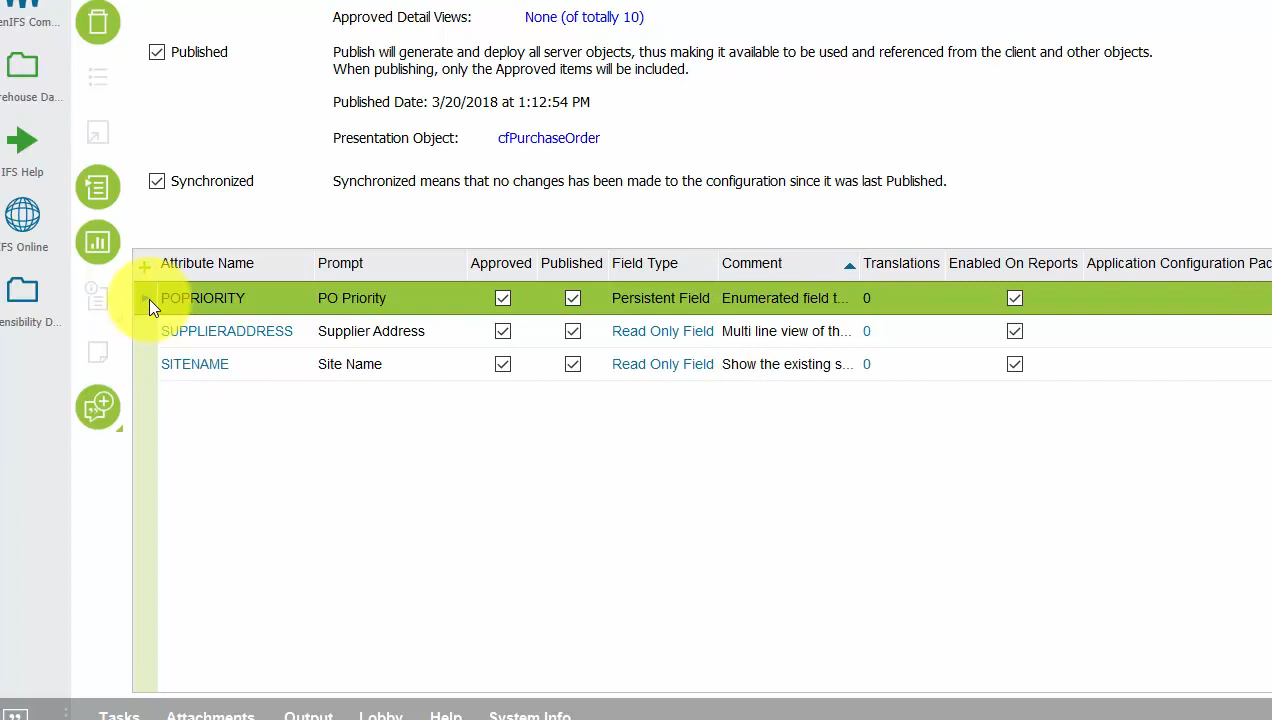 Approved Detail Views: None (of totally 10)
enIFS Com...
Published Publish will generate and deploy all server objects, thus making it available to be used and referenced from the client and other objects.
When publishing, only the Approved items will be included.
rehouse Da...
Published Date: 3/20/2018 at 1:12:54 PM
Presentation Object: cfPurchaseOrder
IFS Help
Synchronized Synchronized means that no changes has been made to the configuration since it was last Published.
FS Online
Attribute Name Prompt Approved Published Field Type Comment Translations Enabled On Reports Application Configuration Pac
POPRIORITY PO Priority Persistent Field Enumerated field t... 0
ensibility D...
SUPPLIERADDRESS Supplier Address Read Only Field Multi line view of th... 0
SITENAME Site Name Read Only Field Show the existing s... 0
Tasks Attachments Output Lobby Help System Info